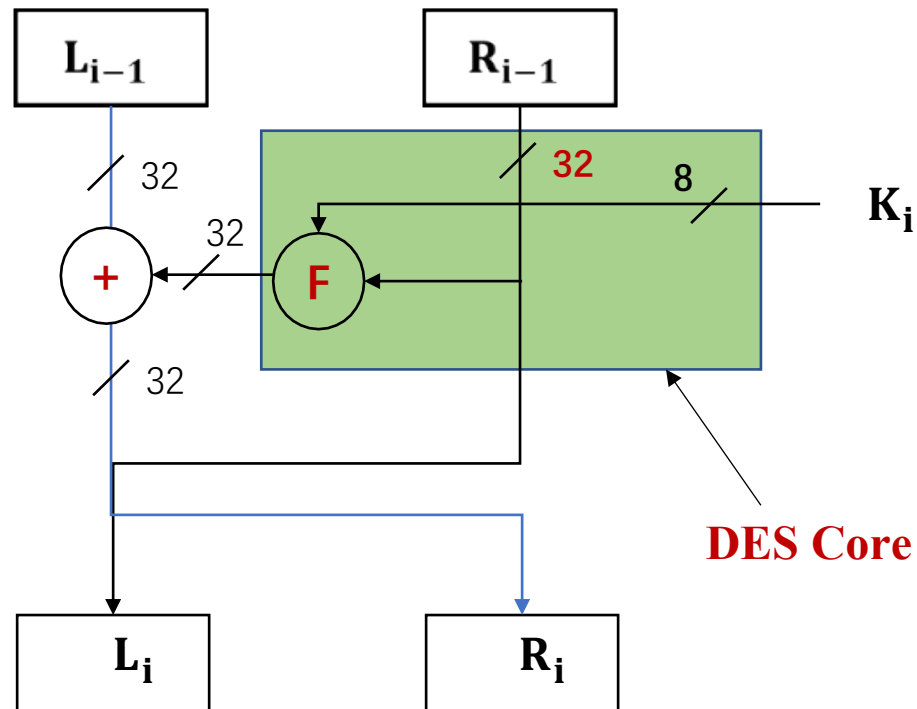 L_{i-1}
R_{i-1}
32
32
8
K_i
32
+
F
32
DES Core
L_i
R_i